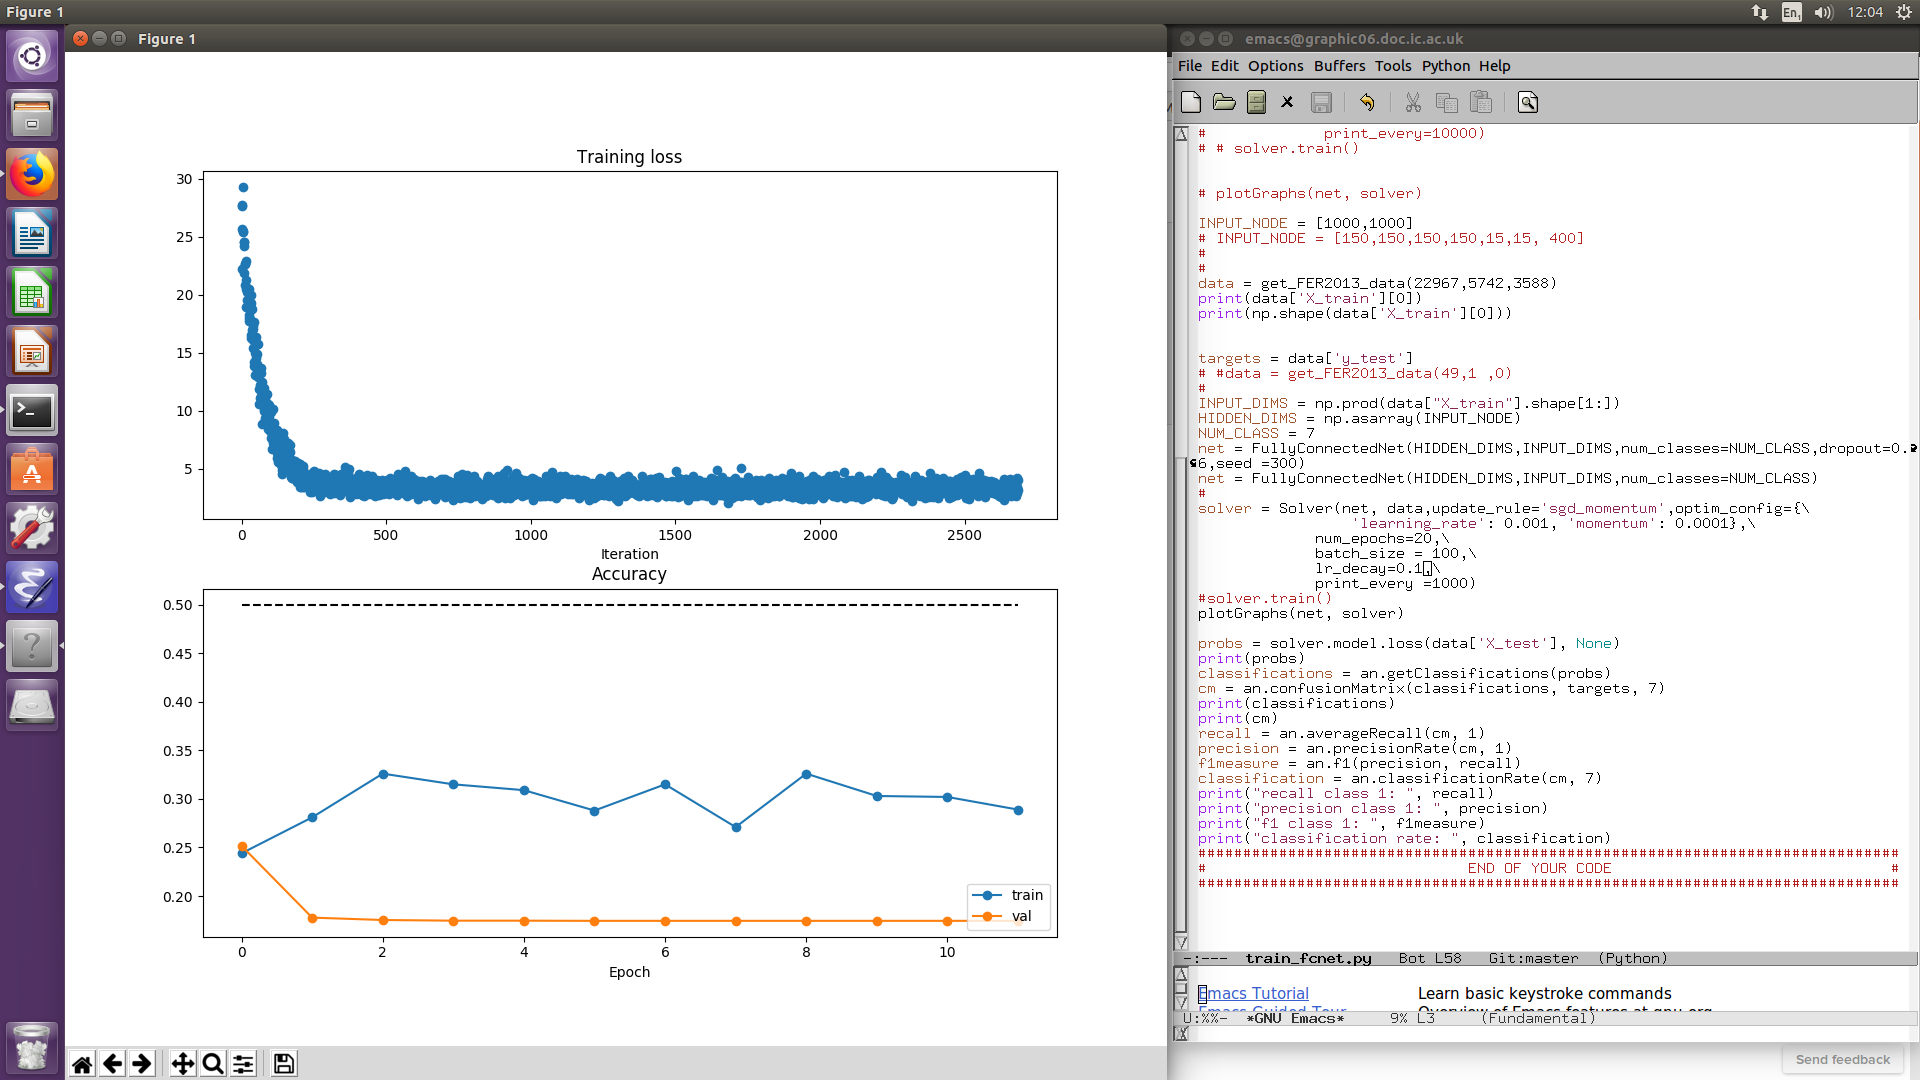 Figure 1
En₁ 12:04
Figure 1
Training loss
30
25
20
15
10
5
0 500 1000 1500 2000 2500
Iteration
Accuracy
0.50
0.45
0.40
0.35
0.30
0.25
0.20
train
val
0 2 4 6 8 10
Epoch
emacs@graphic06.doc.ic.ac.uk
File Edit Options Buffers Tools Python Help
# print_every=10000)
# # solver.train()
# plotGraphs(net, solver)
INPUT_NODE = [1000,1000]
# INPUT_NODE = [150,150,150,150,15,15, 400]
#
#
data = get_FER2013_data(22967,5742,3588)
print(data['X_train'][0])
print(np.shape(data['X_train'][0]))
targets = data['y_test']
# #data = get_FER2013_data(49,1 ,0)
#
INPUT_DIMS = np.prod(data["X_train"].shape[1:])
HIDDEN_DIMS = np.asarray(INPUT_NODE)
NUM_CLASS = 7
net = FullyConnectedNet(HIDDEN_DIMS,INPUT_DIMS,num_classes=NUM_CLASS,dropout=0.
6,seed =300)
net = FullyConnectedNet(HIDDEN_DIMS,INPUT_DIMS,num_classes=NUM_CLASS)
#
solver = Solver(net, data,update_rule='sgd_momentum',optim_config={\
'learning_rate': 0.001, 'momentum': 0.0001},\
num_epochs=20,\
batch_size = 100,\
lr_decay=0.1,\
print_every =1000)
#solver.train()
plotGraphs(net, solver)
probs = solver.model.loss(data['X_test'], None)
print(probs)
classifications = an.getClassifications(probs)
cm = an.confusionMatrix(classifications, targets, 7)
print(classifications)
print(cm)
recall = an.averageRecall(cm, 1)
precision = an.precisionRate(cm, 1)
f1measure = an.f1(precision, recall)
classification = an.classificationRate(cm, 7)
print("recall class 1: ", recall)
print("precision class 1: ", precision)
print("f1 class 1: ", f1measure)
print("classification rate: ", classification)
##############################################################################
# END OF YOUR CODE #
##############################################################################
-:--- train_fcnet.py Bot L58 Git:master (Python)
Emacs Tutorial Learn basic keystroke commands
Emacs Guided Tour Overview of Emacs features at gnu.org
U:%%- *GNU Emacs* 9% L3 (Fundamental)
Send feedback